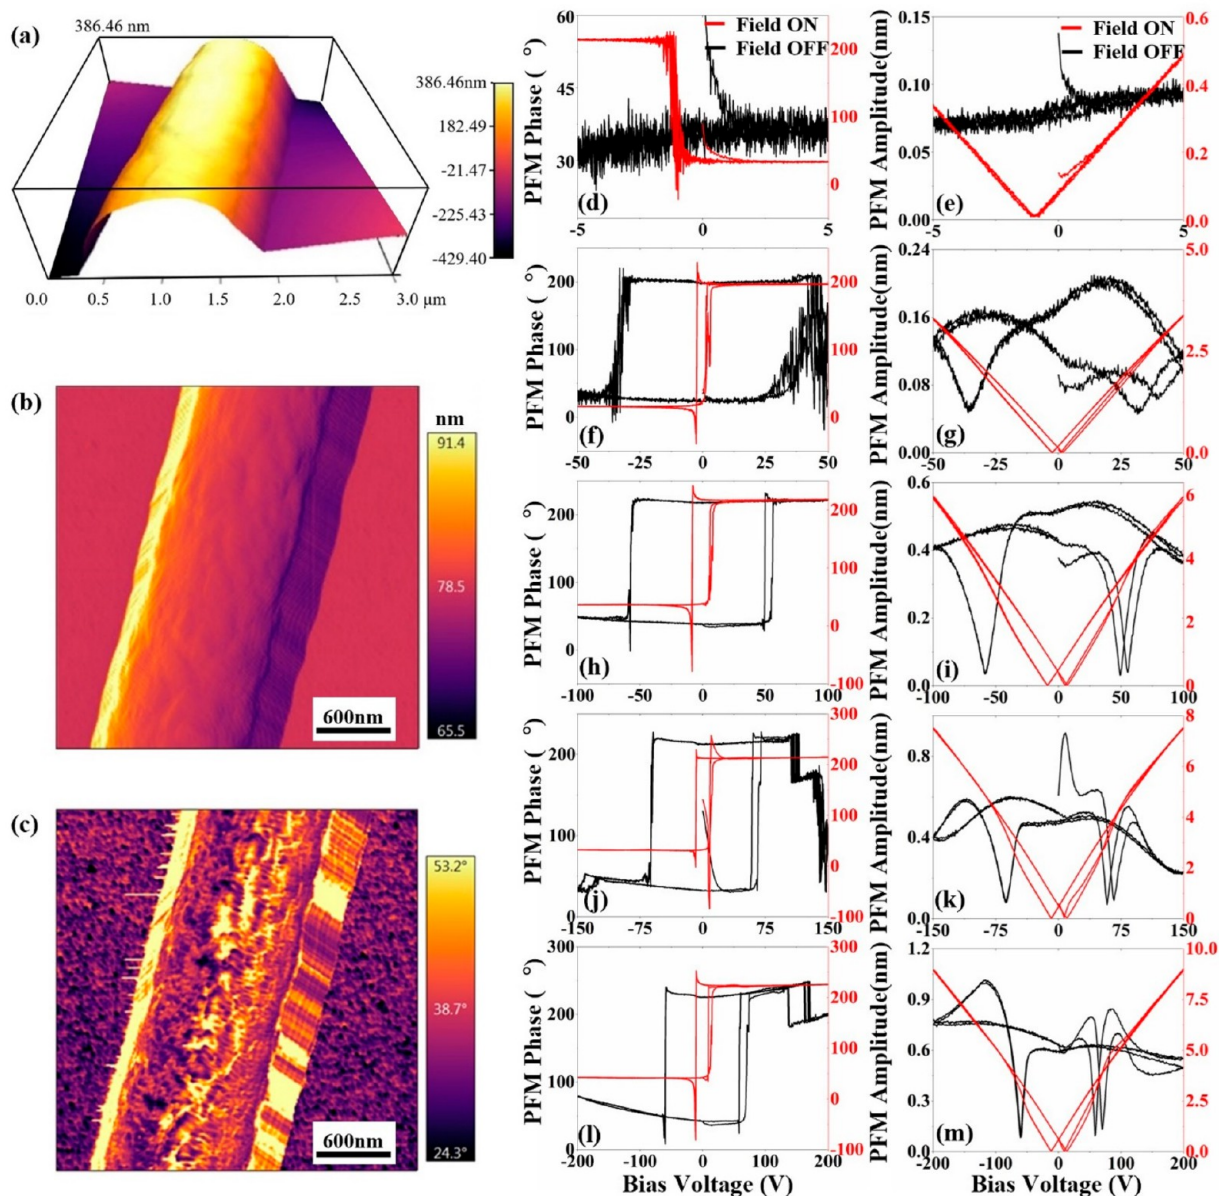 (a)
386.46 nm
386.46nm
182.49
-21.47
-225.43
-429.40
0.0 0.5 1.0 1.5 2.0 2.5 3.0 μm
(b)
nm
91.4
78.5
65.5
600nm
(c)
53.2°
38.7°
24.3°
600nm
PFM Phase ( °)
60
45
30
Field ON
Field OFF
200
100
0
(d)
-5 0 5
PFM Amplitude(nm)
0.15
0.10
0.05
0.00
Field ON
Field OFF
0.6
0.4
0.2
0.0
(e)
-5 0 5
PFM Phase ( °)
200
100
0
200
100
0
(f)
-50 -25 0 25 50
PFM Amplitude(nm)
0.24
0.16
0.08
0.00
5.0
2.5
0.0
(g)
-50 -25 0 25 50
PFM Phase ( °)
200
100
0
200
100
0
-100
(h)
-100 -50 0 50 100
PFM Amplitude(nm)
0.6
0.4
0.2
0.0
6
4
2
0
(i)
-100 -50 0 50 100
PFM Phase ( °)
200
100
0
300
200
100
0
-100
(j)
-150 -75 0 75 150
PFM Amplitude(nm)
0.8
0.4
0.0
8
6
4
2
0
(k)
-150 -75 0 75 150
PFM Phase ( °)
300
200
100
0
300
200
100
0
-100
(l)
-200 -100 0 100 200
Bias Voltage (V)
PFM Amplitude(nm)
1.2
0.9
0.6
0.3
0.0
10.0
7.5
5.0
2.5
0.0
(m)
-200 -100 0 100 200
Bias Voltage (V)